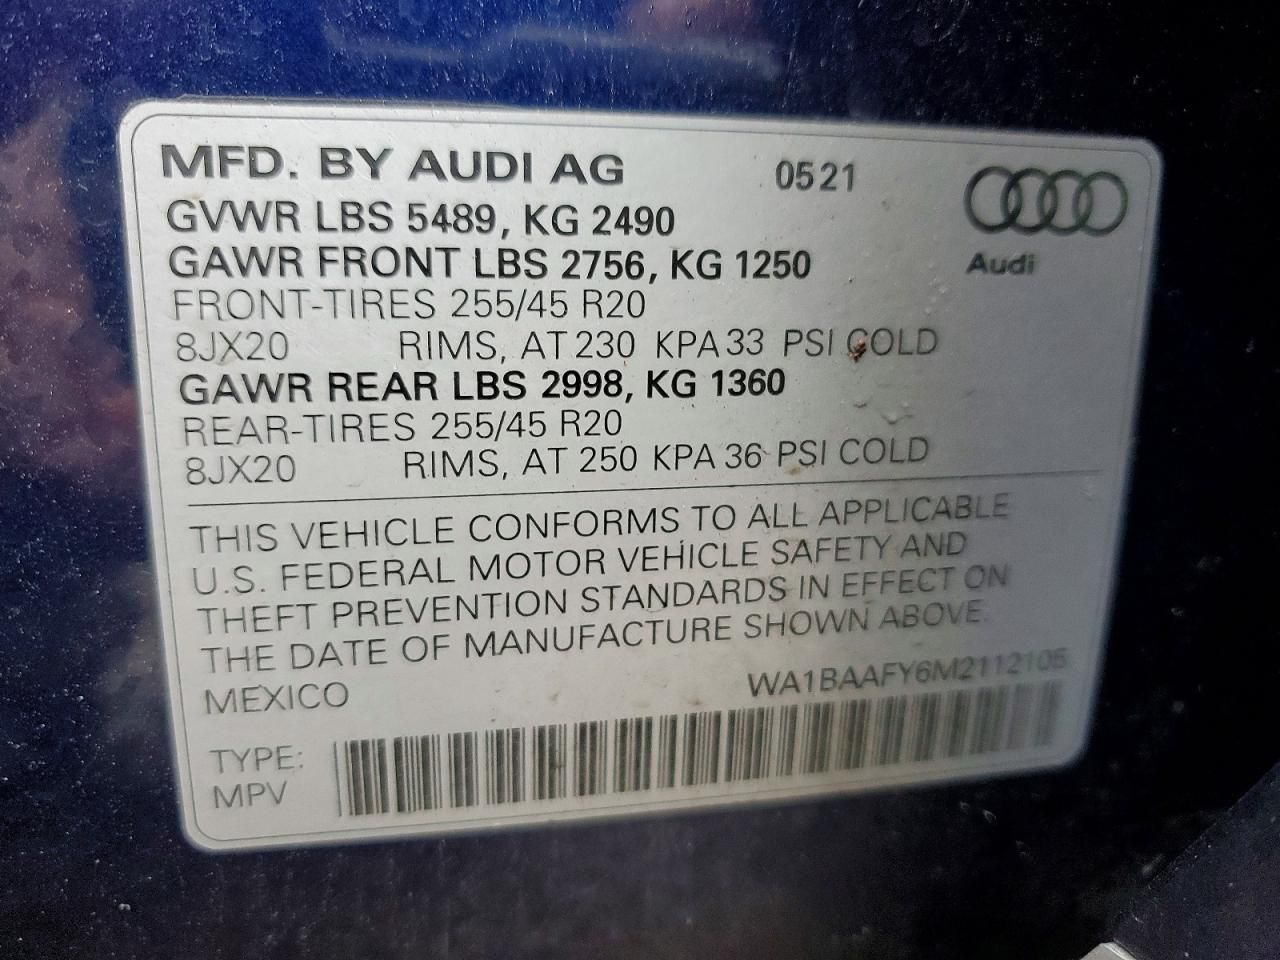 MFD. BY AUDI AG 0521
GVWR LBS 5489, KG 2490
GAWR FRONT LBS 2756, KG 1250
Audi
FRONT-TIRES 255/45 R20
8JX20 RIMS, AT 230 KPA 33 PSI COLD
GAWR REAR LBS 2998, KG 1360
REAR-TIRES 255/45 R20
8JX20 RIMS, AT 250 KPA 36 PSI COLD
THIS VEHICLE CONFORMS TO ALL APPLICABLE
U.S. FEDERAL MOTOR VEHICLE SAFETY AND
THEFT PREVENTION STANDARDS IN EFFECT ON
THE DATE OF MANUFACTURE SHOWN ABOVE.
MEXICO WA1BAAFY6M2112105
TYPE:
MPV